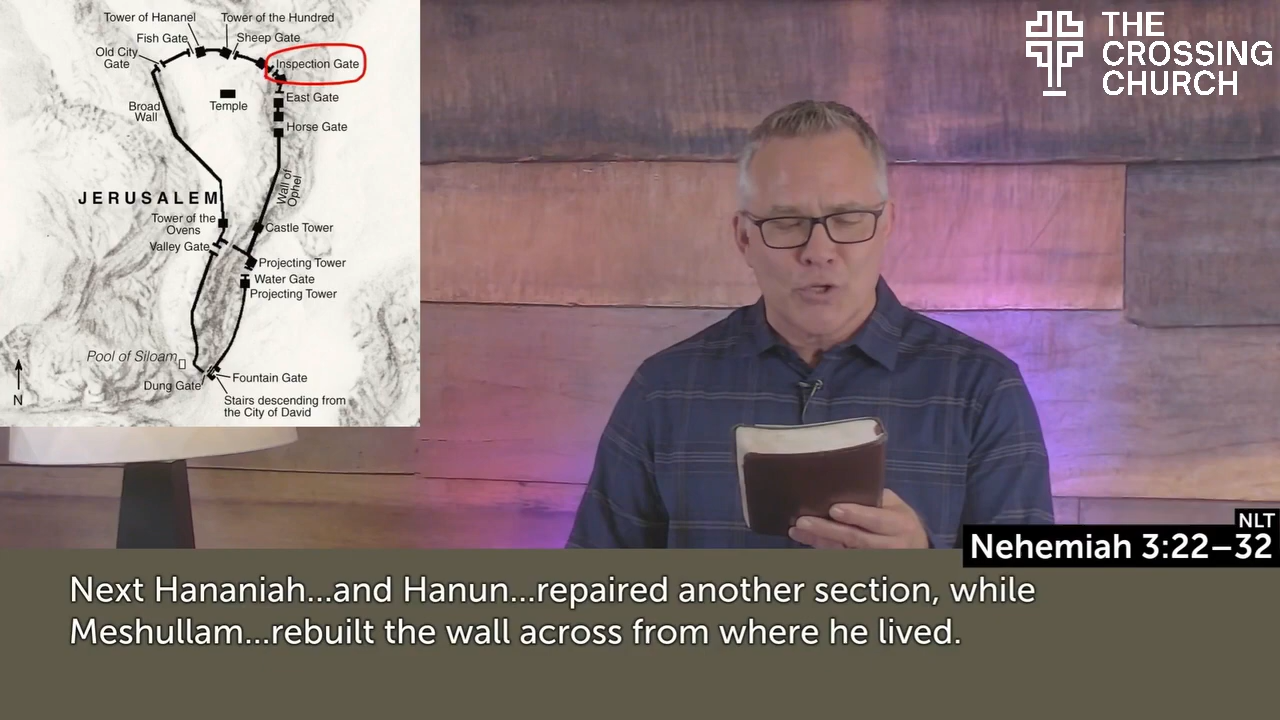 Tower of Hananel
Tower of the Hundred
Fish Gate
Sheep Gate
Old City
Gate
Inspection Gate
East Gate
Broad
Wall
Temple
Horse Gate
JERUSALEM
Wall of
Ophel
Tower of the
Ovens
Castle Tower
Valley Gate
Projecting Tower
Water Gate
Projecting Tower
Pool of Siloam
Dung Gate
Fountain Gate
Stairs descending from
the City of David
N
THE
CROSSING
CHURCH
NLT
Nehemiah 3:22–32
Next Hananiah...and Hanun...repaired another section, while
Meshullam...rebuilt the wall across from where he lived.